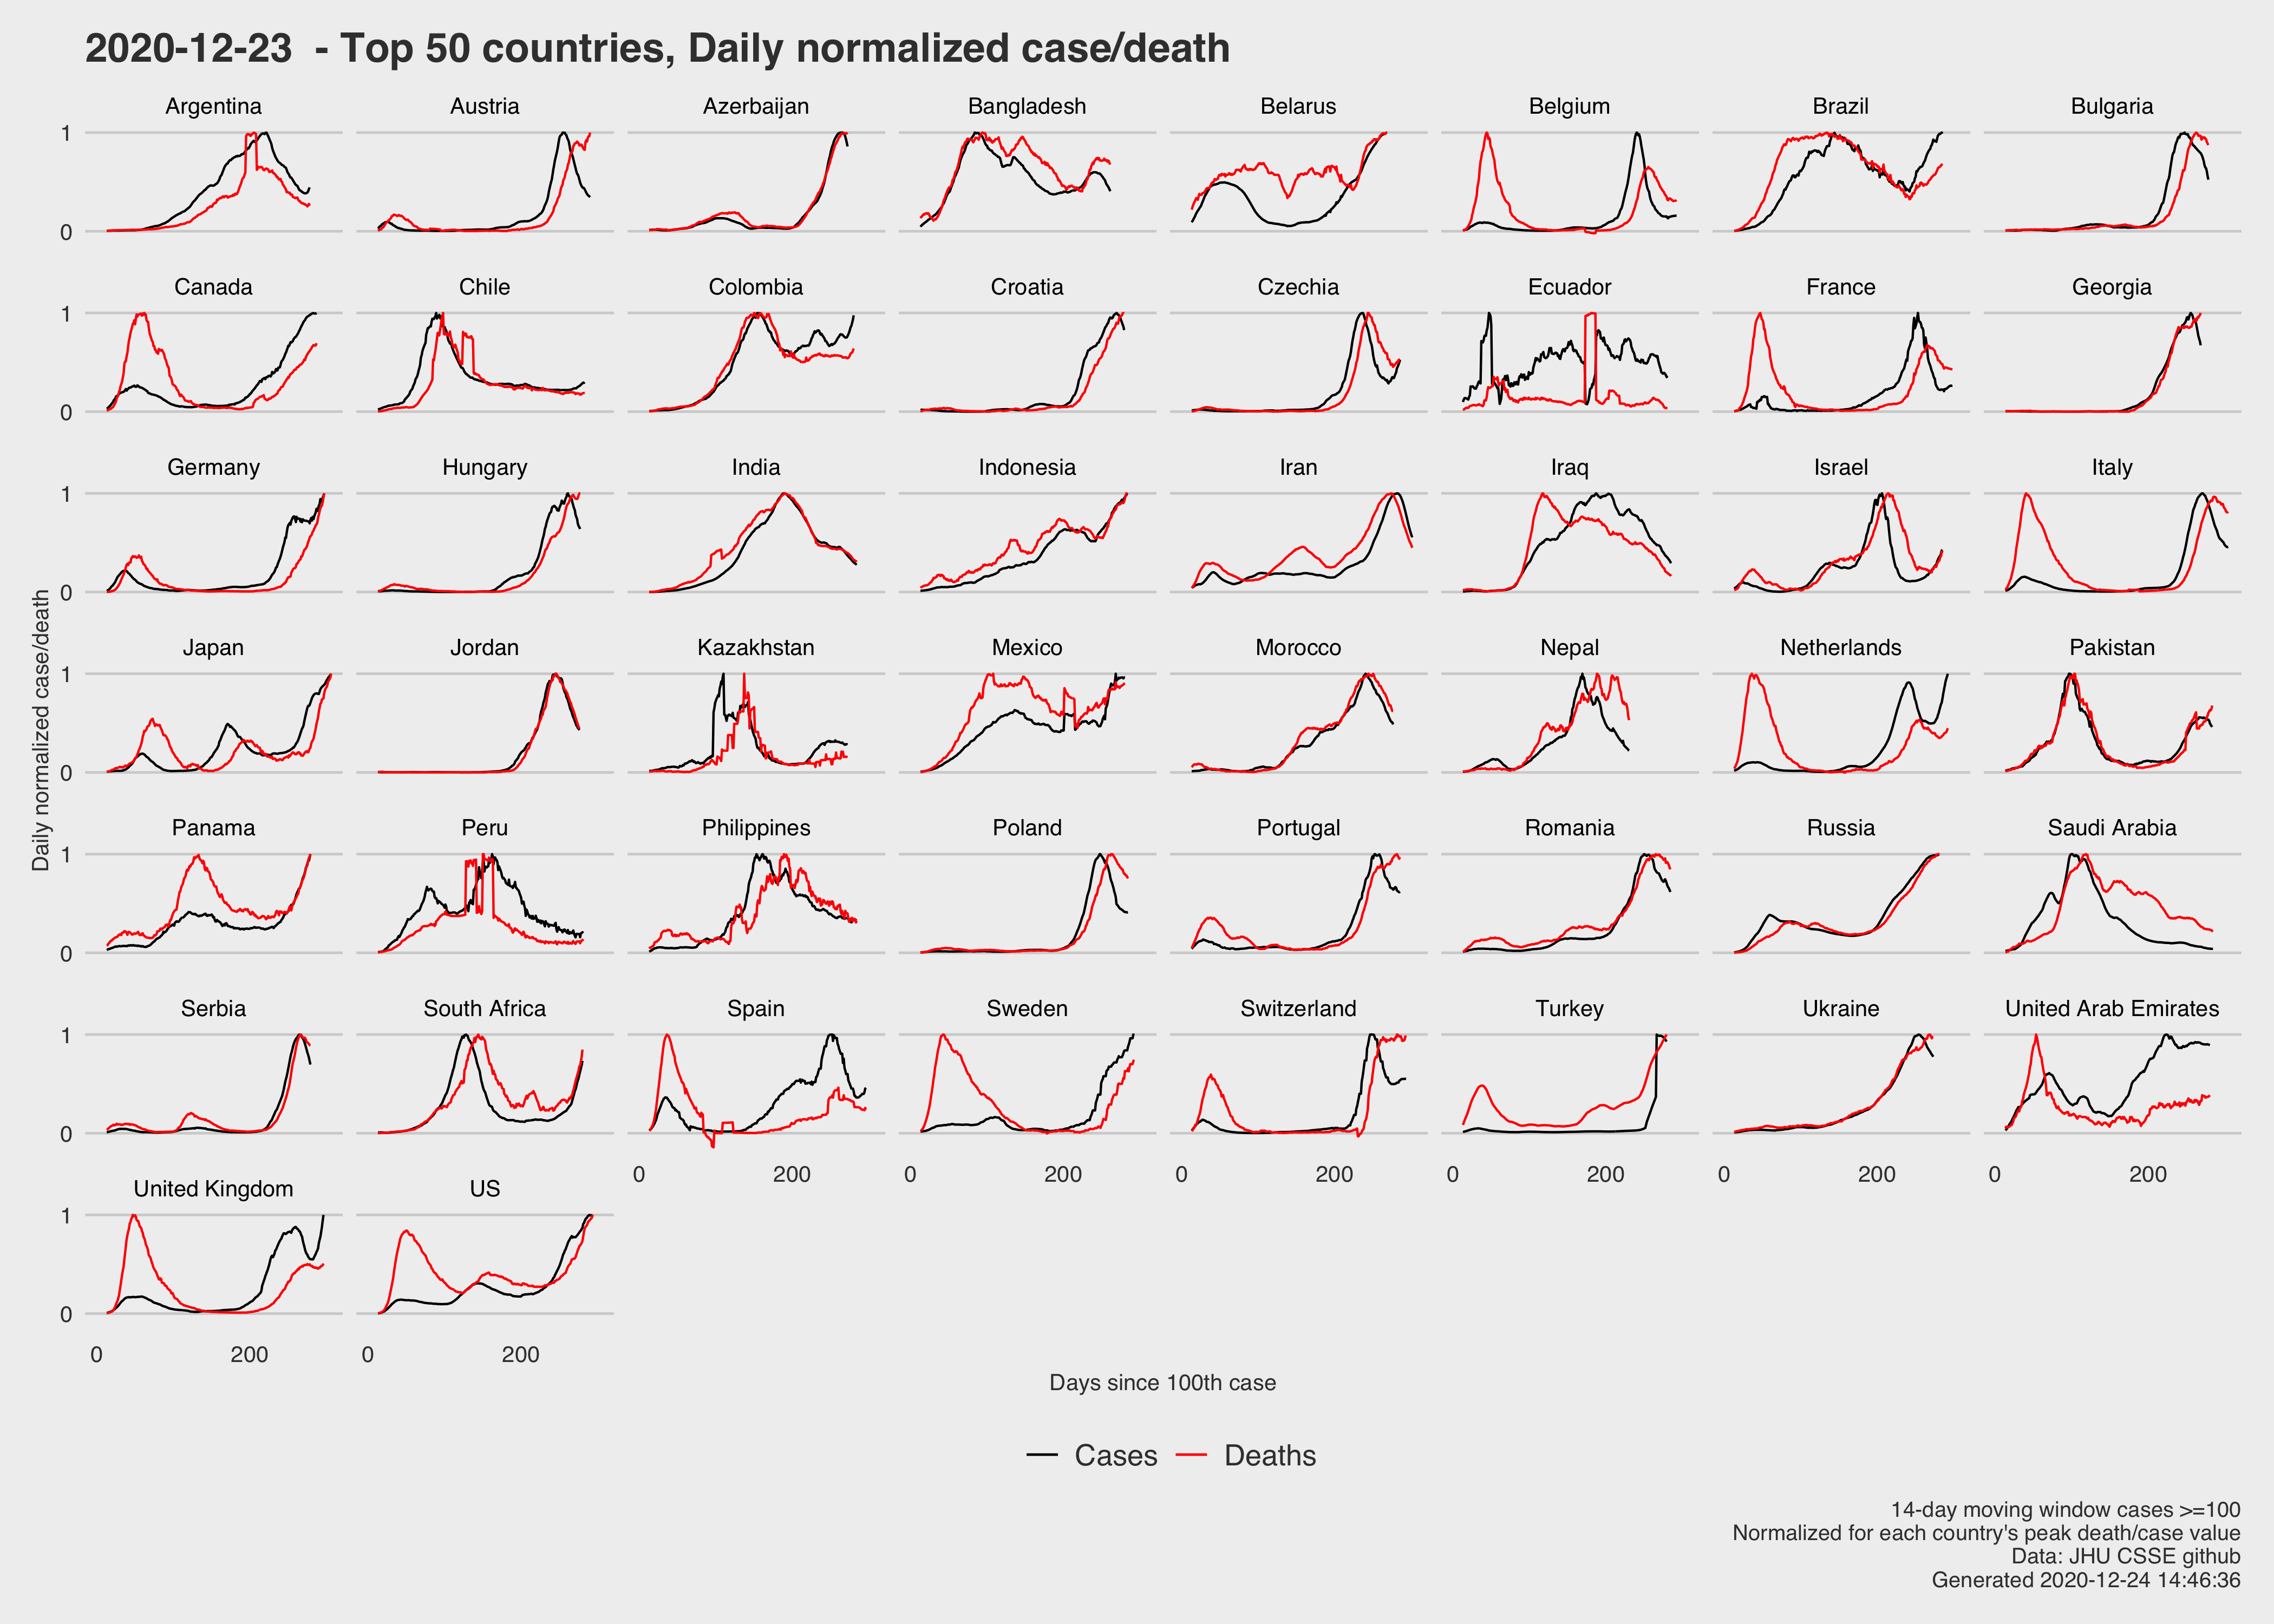 2020-12-23  - Top 50 countries, Daily normalized case/death
Argentina Austria Azerbaijan Bangladesh Belarus Belgium Brazil Bulgaria
1
0
Canada Chile Colombia Croatia Czechia Ecuador France Georgia
1
0
Germany Hungary India Indonesia Iran Iraq Israel Italy
1
0
Japan Jordan Kazakhstan Mexico Morocco Nepal Netherlands Pakistan
1
0
Daily normalized case/death
Panama Peru Philippines Poland Portugal Romania Russia Saudi Arabia
1
0
Serbia South Africa Spain Sweden Switzerland Turkey Ukraine United Arab Emirates
1
0
0 200 0 200 0 200 0 200 0 200 0 200
United Kingdom US
1
0
0 200 0 200
Days since 100th case
Cases Deaths
14-day moving window cases >=100
Normalized for each country's peak death/case value
Data: JHU CSSE github
Generated 2020-12-24 14:46:36